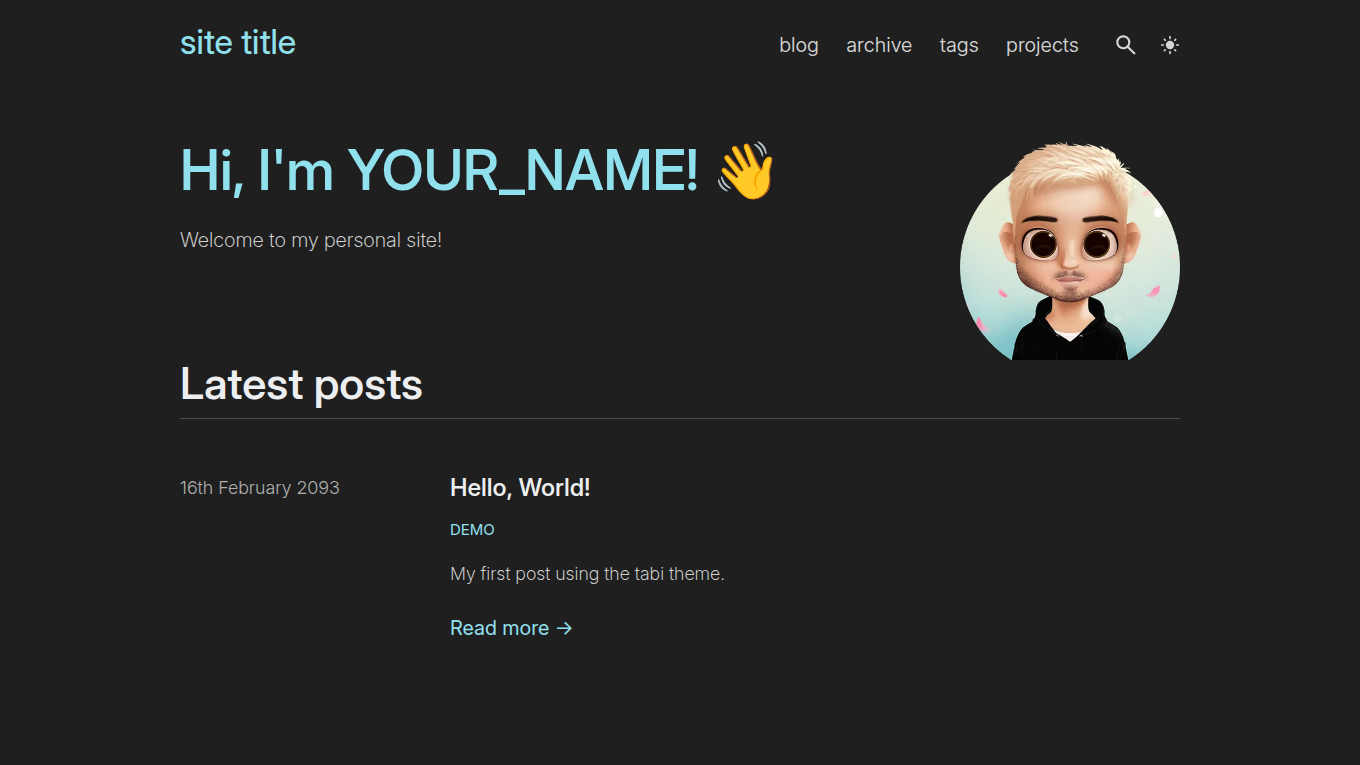 site title
blog archive tags projects
Hi, I'm YOUR_NAME! 👋
Welcome to my personal site!
Latest posts
16th February 2093
Hello, World!
DEMO
My first post using the tabi theme.
Read more →